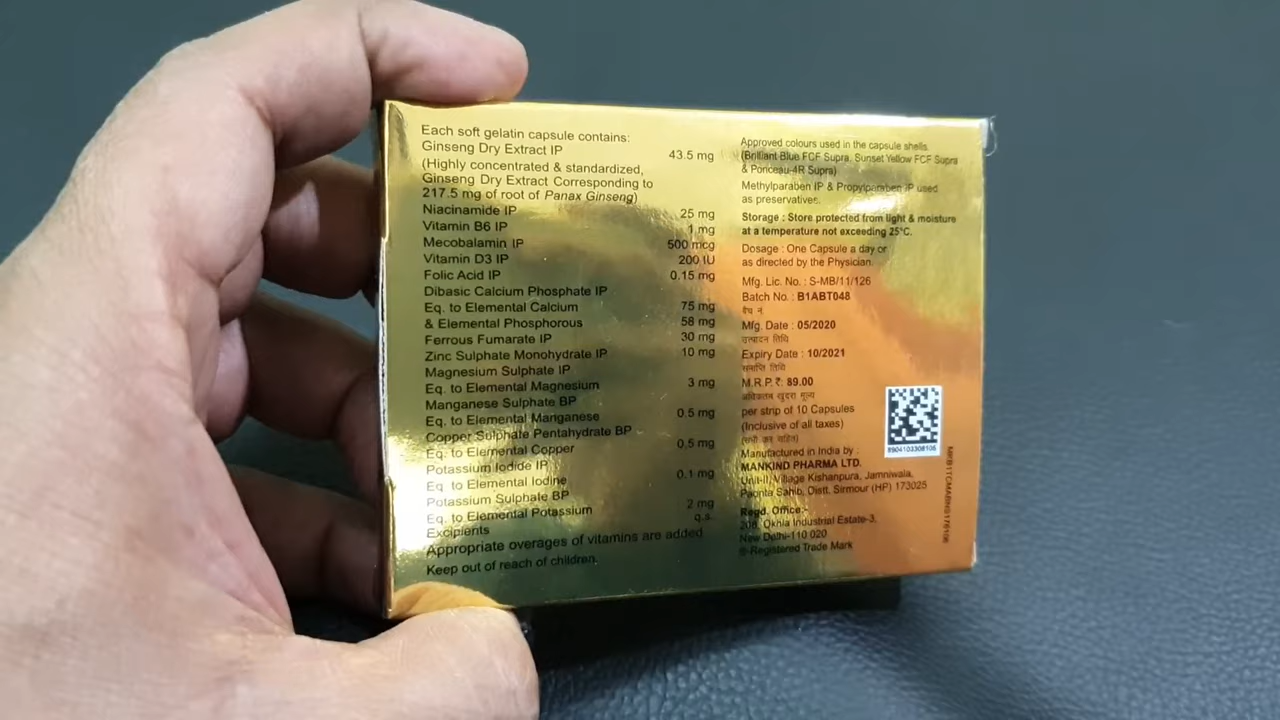 Each soft gelatin capsule contains:
Ginseng Dry Extract IP 43.5 mg
(Highly concentrated & standardized,
Ginseng Dry Extract Corresponding to
217.5 mg of root of Panax Ginseng)
Niacinamide IP 25 mg
Vitamin B6 IP 1 mg
Mecobalamin IP 500 mcg
Vitamin D3 IP 200 IU
Folic Acid IP 0.15 mg
Dibasic Calcium Phosphate IP
Eq. to Elemental Calcium 75 mg
& Elemental Phosphorous 58 mg
Ferrous Fumarate IP 30 mg
Zinc Sulphate Monohydrate IP 10 mg
Magnesium Sulphate IP
Eq. to Elemental Magnesium 3 mg
Manganese Sulphate BP
Eq. to Elemental Manganese 0.5 mg
Copper Sulphate Pentahydrate BP
Eq. to Elemental Copper 0.5 mg
Potassium Iodide IP
Eq. to Elemental Iodine 0.1 mg
Potassium Sulphate BP
Eq. to Elemental Potassium 2 mg
Excipients q.s.
Appropriate overages of vitamins are added
Keep out of reach of children.
Approved colours used in the capsule shells.
(Brilliant Blue FCF Supra, Sunset Yellow FCF Supra
& Ponceau-4R Supra)
Methylparaben IP & Propylparaben IP used
as preservatives.
Storage : Store protected from light & moisture
at a temperature not exceeding 25°C.
Dosage : One Capsule a day or
as directed by the Physician.
Mfg. Lic. No. : S-MB/11/126
Batch No. : B1ABT048
बैच नं
Mfg. Date : 05/2020
उत्पादन तिथि
Expiry Date : 10/2021
समाप्ति तिथि
M.R.P. ₹: 89.00
अधिकतम खुदरा मूल्य
per strip of 10 Capsules
(Inclusive of all taxes)
(सभी कर सहित)
Manufactured in India by :
MANKIND PHARMA LTD.
Unit-II, Village Kishanpura, Jamniwala,
Paonta Sahib, Distt. Sirmour (HP) 173025
Regd. Office:-
208, Okhla Industrial Estate-3,
New Delhi-110 020
®-Registered Trade Mark
8904103308106